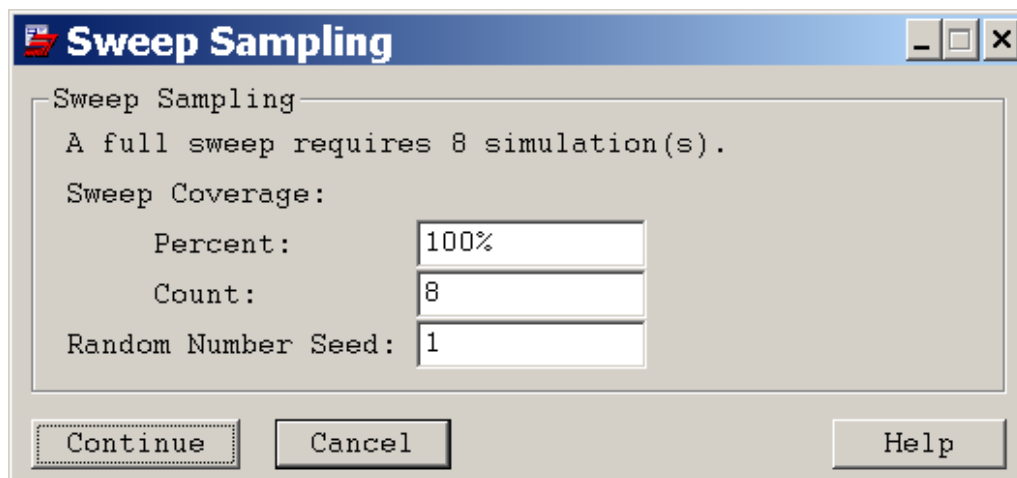 Sweep Sampling
Sweep Sampling
A full sweep requires 8 simulation(s).
Sweep Coverage:
Percent: 100%
Count: 8
Random Number Seed: 1
Continue Cancel Help